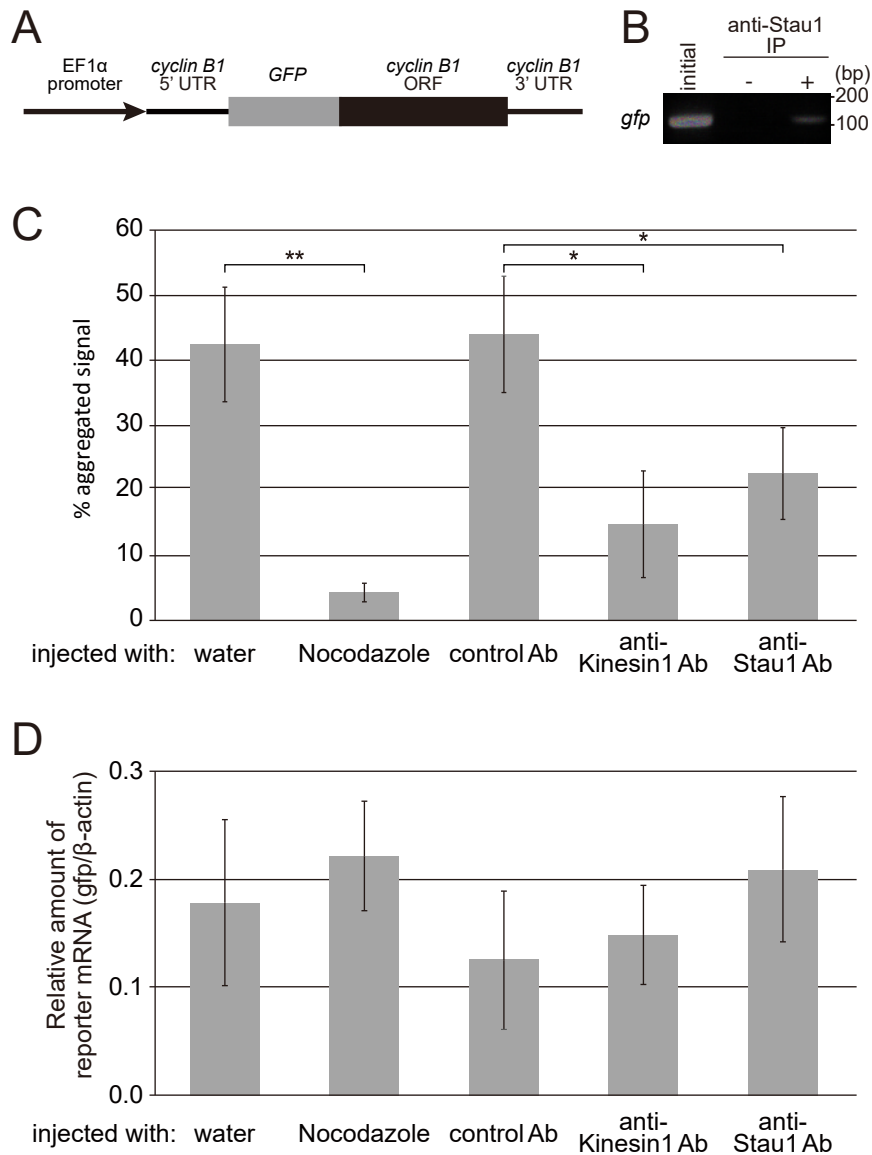 A
EF1α
promoter
cyclin B1
5' UTR
GFP
cyclin B1
ORF
cyclin B1
3' UTR
B
anti-Stau1
IP
initial
-
+
(bp)
gfp
-200
-100
C
% aggregated signal
60
50
40
30
20
10
0
**
*
*
injected with:
water
Nocodazole
control Ab
anti-
Kinesin1 Ab
anti-
Stau1 Ab
D
Relative amount of
reporter mRNA (gfp/β-actin)
0.3
0.2
0.1
0.0
injected with:
water
Nocodazole
control Ab
anti-
Kinesin1 Ab
anti-
Stau1 Ab